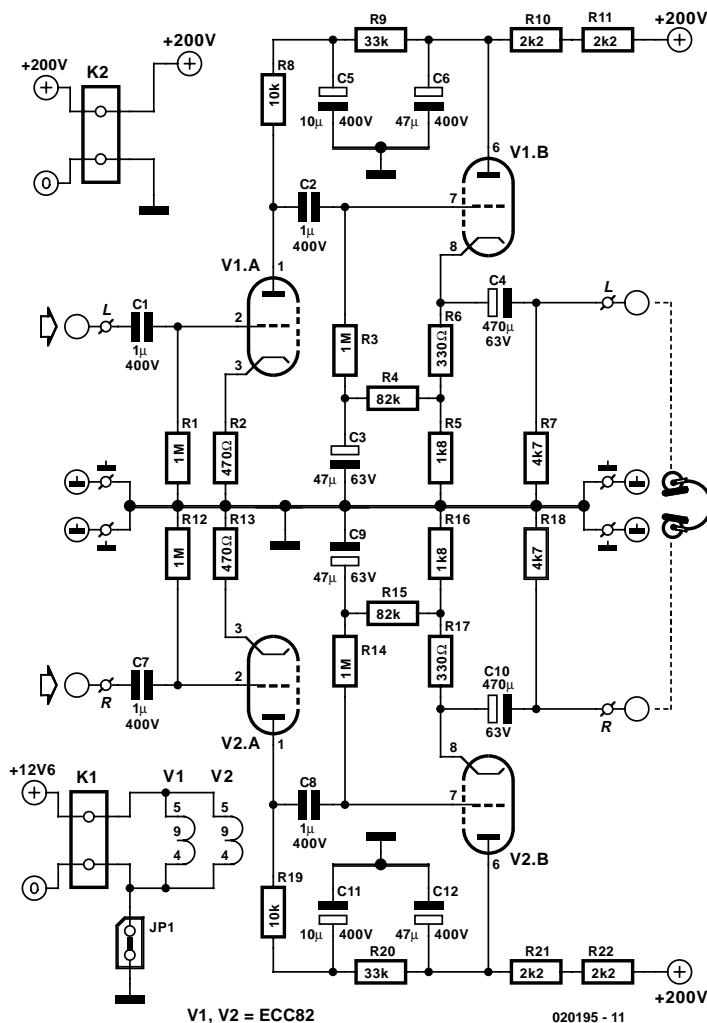 R9
33k
R10
2k2
R11
2k2
+200V
+200V
+200V
K2
0
R8
10k
C5
10µ
400V
C6
47µ
400V
6
V1.B
7
8
C2
1µ
400V
1
V1.A
2
3
L
C1
1µ
400V
R3
1M
R4
82k
R6
330Ω
C4
470µ
63V
L
R1
1M
R2
470Ω
C3
47µ
63V
R5
1k8
R7
4k7
R12
1M
R13
470Ω
C9
47µ
63V
R16
1k8
R18
4k7
R15
82k
R14
1M
R17
330Ω
C10
470µ
63V
R
R
C7
1µ
400V
3
2
V2.A
1
8
7
V2.B
6
C8
1µ
400V
+12V6
K1
0
V1
V2
5
9
4
5
9
4
JP1
R19
10k
C11
10µ
400V
C12
47µ
400V
R20
33k
R21
2k2
R22
2k2
+200V
V1, V2 = ECC82
020195 - 11